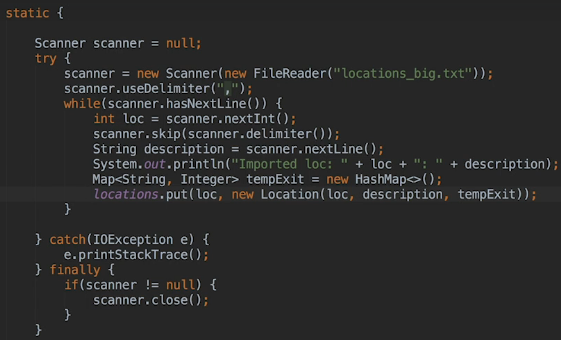 static {
Scanner scanner = null;
try {
scanner = new Scanner(new FileReader("locations_big.txt"));
scanner.useDelimiter(",");
while(scanner.hasNextLine()) {
int loc = scanner.nextInt();
scanner.skip(scanner.delimiter());
String description = scanner.nextLine();
System.out.println("Imported loc: " + loc + ": " + description);
Map<String, Integer> tempExit = new HashMap<>();
locations.put(loc, new Location(loc, description, tempExit));
}
} catch(IOException e) {
e.printStackTrace();
} finally {
if(scanner != null) {
scanner.close();
}
}